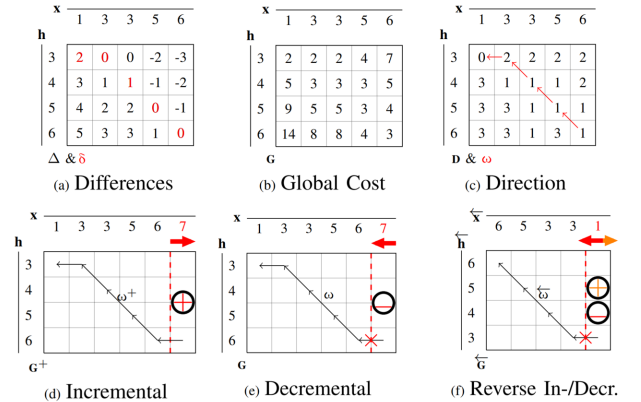 x
1 3 3 5 6
h
3 2 0 0 -2 -3
4 3 1 1 -1 -2
5 4 2 2 0 -1
6 5 3 3 1 0
Δ & δ
(a) Differences
x
1 3 3 5 6
h
3 2 2 2 4 7
4 5 3 3 3 5
5 9 5 5 3 4
6 14 8 8 4 3
G
(b) Global Cost
x
1 3 3 5 6
h
3 0 2 2 2 2
4 3 1 1 1 2
5 3 3 1 1 1
6 3 3 1 3 1
D & ω
(c) Direction
x
1 3 3 5 6 7
h
3
4
5
6
ω+
G+
(d) Incremental
x
1 3 3 5 6 7
h
3
4
5
6
ω
G
(e) Decremental
x
6 5 3 3 1
h
6
5
4
3
ω
G
(f) Reverse In-/Decr.